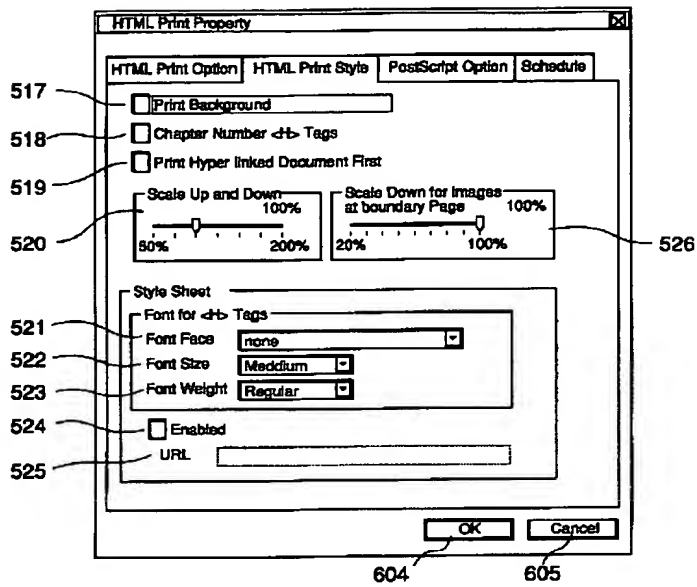 HTML Print Property
HTML Print Option HTML Print Style PostScript Option Schedule
517 Print Background
518 Chapter Number <H> Tags
519 Print Hyper linked Document First
Scale Up and Down
100%
50% 200%
520
Scale Down for Images
at boundary Page 100%
20% 100%
526
Style Sheet
Font for <H> Tags
521 Font Face none
522 Font Size Meddium
523 Font Weight Regular
524 Enabled
525 URL
OK Cancel
604 605